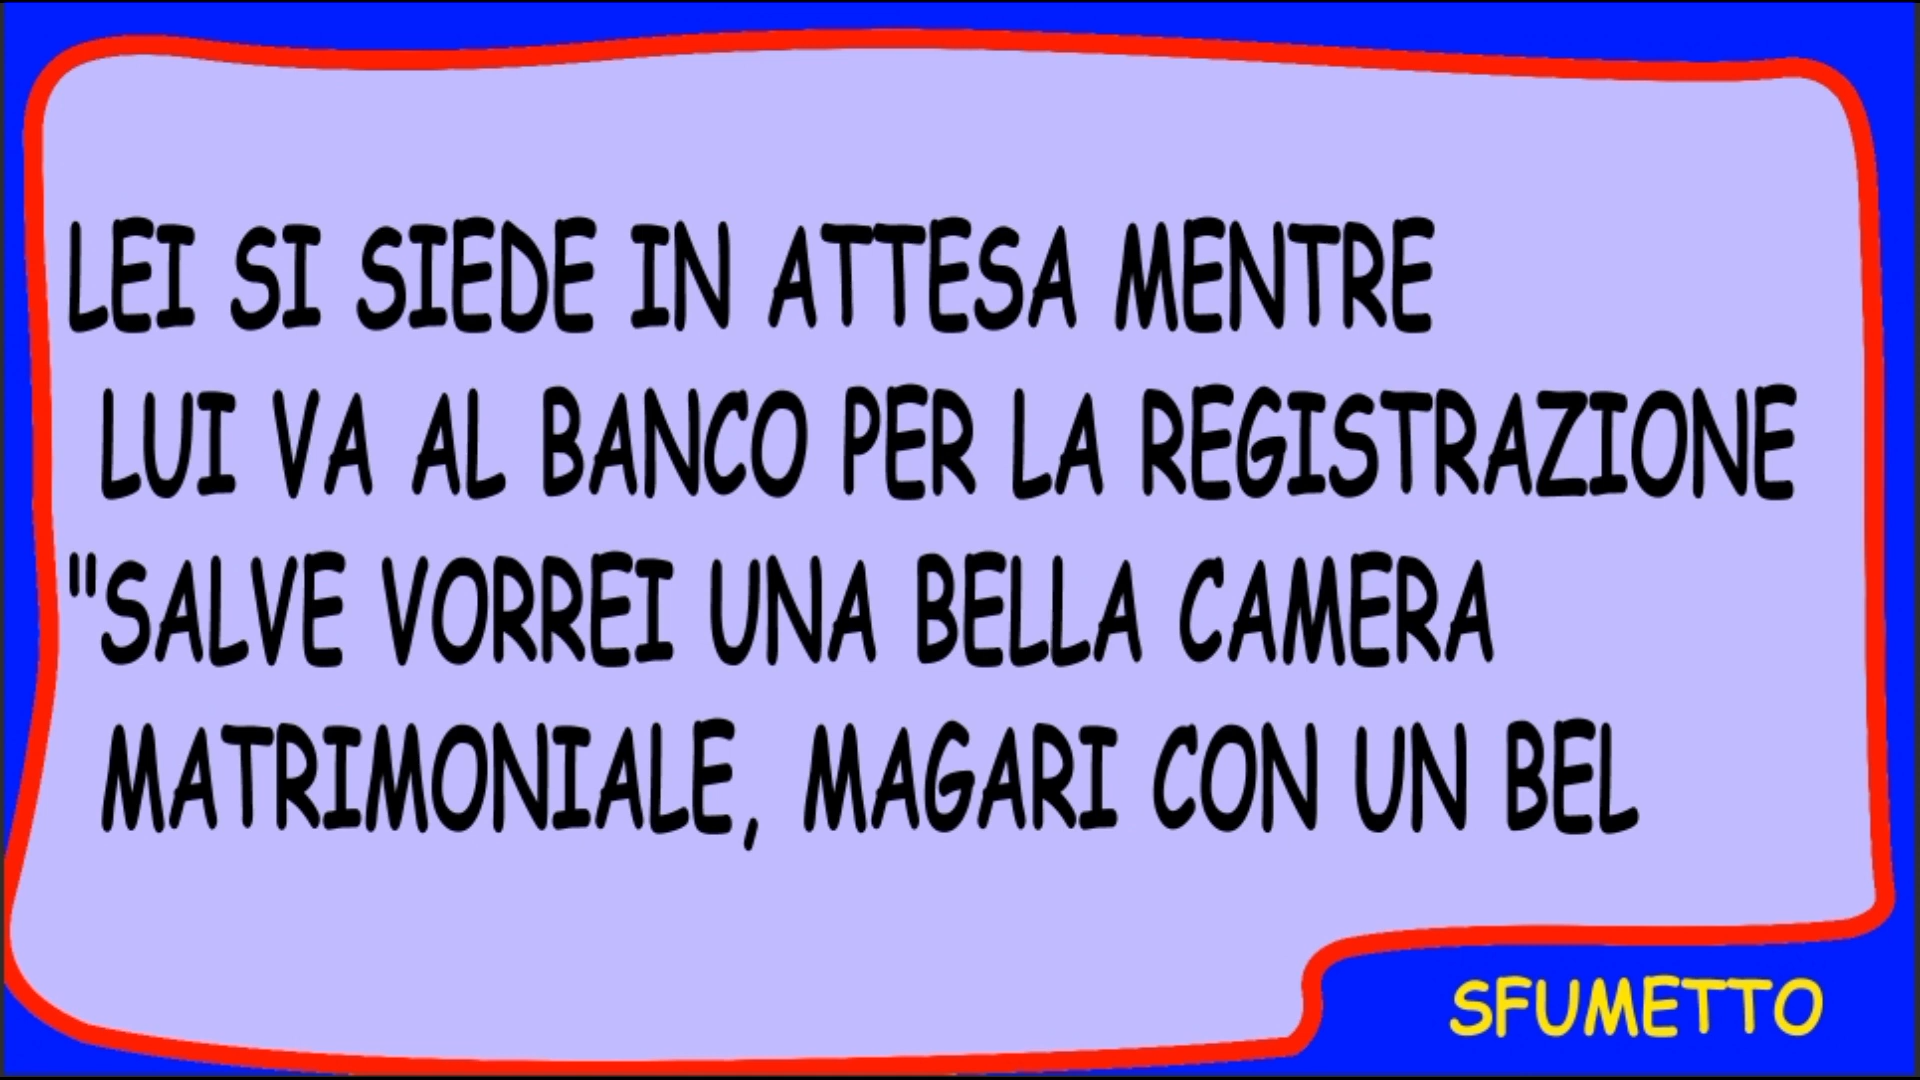 LEI SI SIEDE IN ATTESA MENTRE
LUI VA AL BANCO PER LA REGISTRAZIONE
"SALVE VORREI UNA BELLA CAMERA
MATRIMONIALE, MAGARI CON UN BEL
SFUMETTO